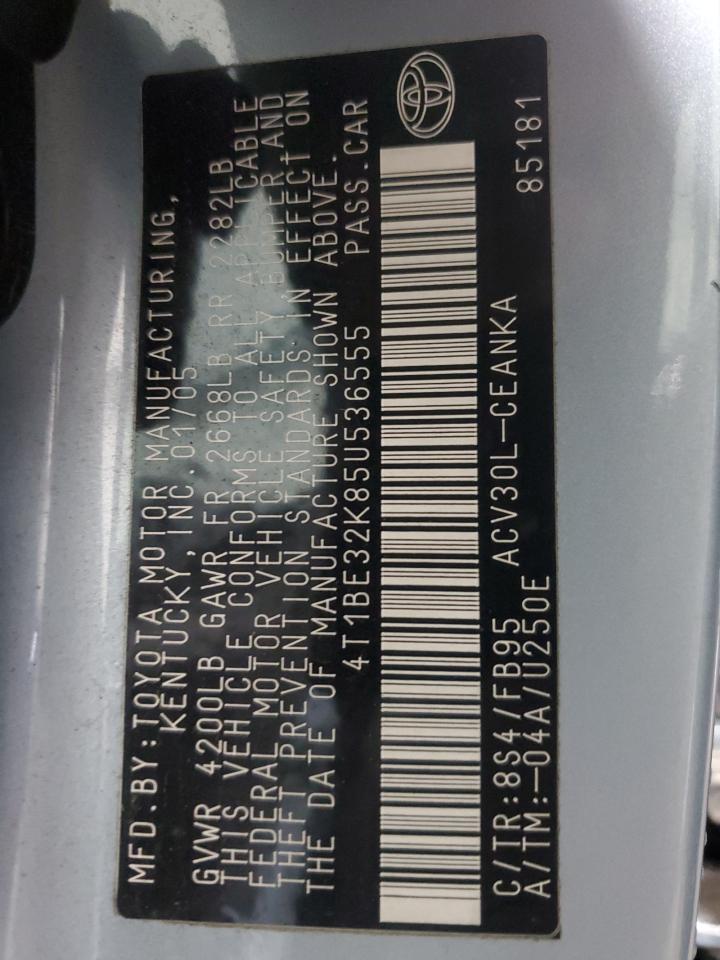 MFD.BY:TOYOTA MOTOR MANUFACTURING,
KENTUCKY, INC. 01/05
GVWR 4200LB GAWR FR 2668LB RR 2282LB
THIS VEHICLE CONFORMS TO ALL APPLICABLE
FEDERAL MOTOR VEHICLE SAFETY BUMPER,AND
THEFT PREVENTION STANDARDS IN EFFECT ON
THE DATE OF MANUFACTURE SHOWN ABOVE.
4T1BE32K85U536555 PASS.CAR
C/TR:8S4/FB95 ACV30L-CEANKA 85181
A/TM:-04A/U250E